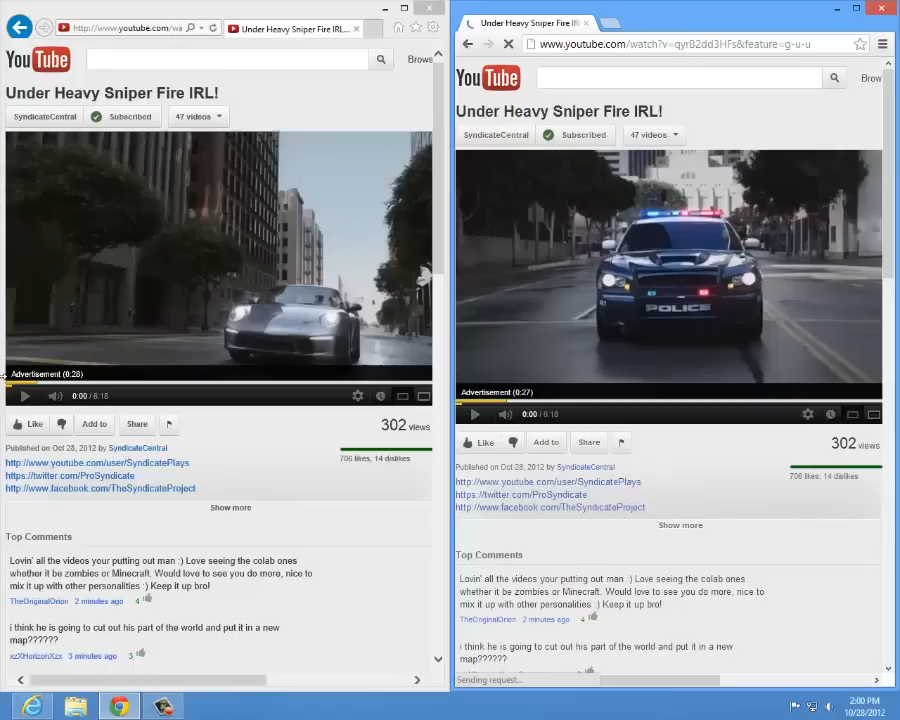 http://www.youtube.com/wa
Under Heavy Sniper Fire IRL!...
YouTube
Brows
Under Heavy Sniper Fire IRL!
SyndicateCentral
Subscribed
47 videos
Advertisement (0:28)
0:00 / 6:18
Like
Add to
Share
302 views
Published on Oct 28, 2012 by SyndicateCentral
706 likes, 14 dislikes
http://www.youtube.com/user/SyndicatePlays
https://twitter.com/ProSyndicate
http://www.facebook.com/TheSyndicateProject
Show more
Top Comments
Lovin' all the videos your putting out man :) Love seeing the colab ones
whether it be zombies or Minecraft. Would love to see you do more, nice to
mix it up with other personalities :) Keep it up bro!
TheOriginalOrion 2 minutes ago 4
i think he is going to cut out his part of the world and put it in a new
map??????
xzXHorizonXzx 3 minutes ago 3
Under Heavy Sniper Fire IR
www.youtube.com/watch?v=qyrB2dd3HFs&feature=g-u-u
YouTube
Brow
Under Heavy Sniper Fire IRL!
SyndicateCentral
Subscribed
47 videos
POLICE
Advertisement (0:27)
0:00 / 6:18
Like
Add to
Share
302 views
Published on Oct 28, 2012 by SyndicateCentral
706 likes, 14 dislikes
http://www.youtube.com/user/SyndicatePlays
https://twitter.com/ProSyndicate
http://www.facebook.com/TheSyndicateProject
Show more
Top Comments
Lovin' all the videos your putting out man :) Love seeing the colab ones
whether it be zombies or Minecraft. Would love to see you do more, nice to
mix it up with other personalities :) Keep it up bro!
TheOriginalOrion 2 minutes ago 4
i think he is going to cut out his part of the world and put it in a new
map??????
Sending request...
2:00 PM
10/28/2012